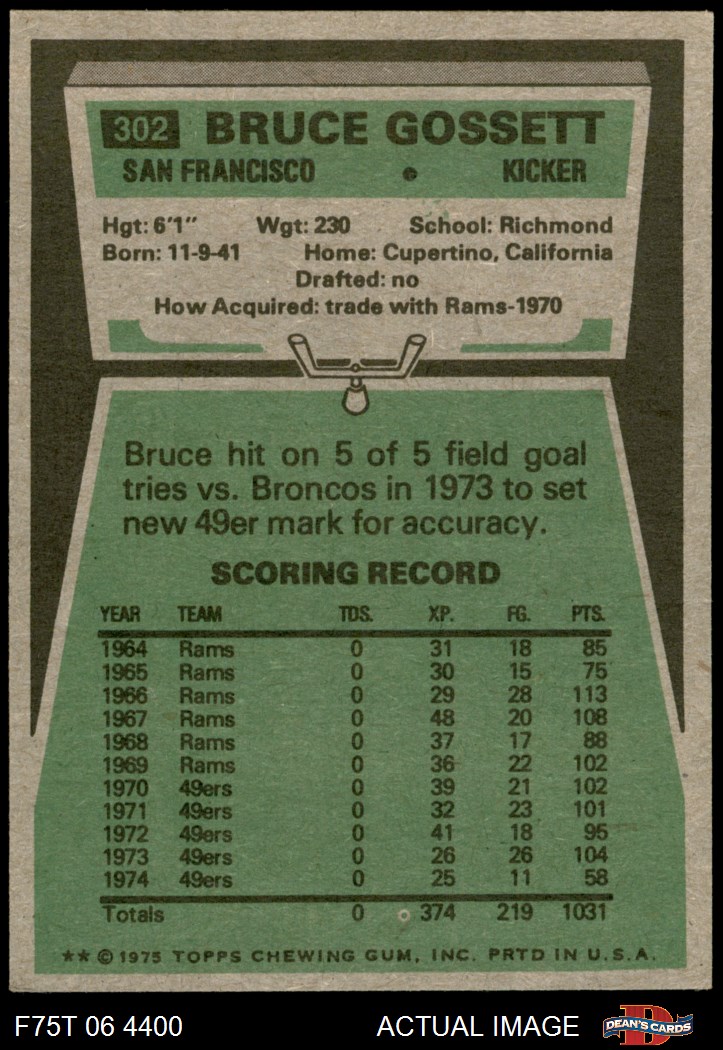 302 BRUCE GOSSETT
SAN FRANCISCO • KICKER
Hgt: 6'1" Wgt: 230 School: Richmond
Born: 11-9-41 Home: Cupertino, California
Drafted: no
How Acquired: trade with Rams-1970
Bruce hit on 5 of 5 field goal
tries vs. Broncos in 1973 to set
new 49er mark for accuracy.
SCORING RECORD
YEAR TEAM TDS. XP. FG. PTS.
1964 Rams 0 31 18 85
1965 Rams 0 30 15 75
1966 Rams 0 29 28 113
1967 Rams 0 48 20 108
1968 Rams 0 37 17 88
1969 Rams 0 36 22 102
1970 49ers 0 39 21 102
1971 49ers 0 32 23 101
1972 49ers 0 41 18 95
1973 49ers 0 26 26 104
1974 49ers 0 25 11 58
Totals 0 374 219 1031
** © 1975 TOPPS CHEWING GUM, INC. PRTD IN U.S.A.
F75T 06 4400 ACTUAL IMAGE D DEAN'S CARDS